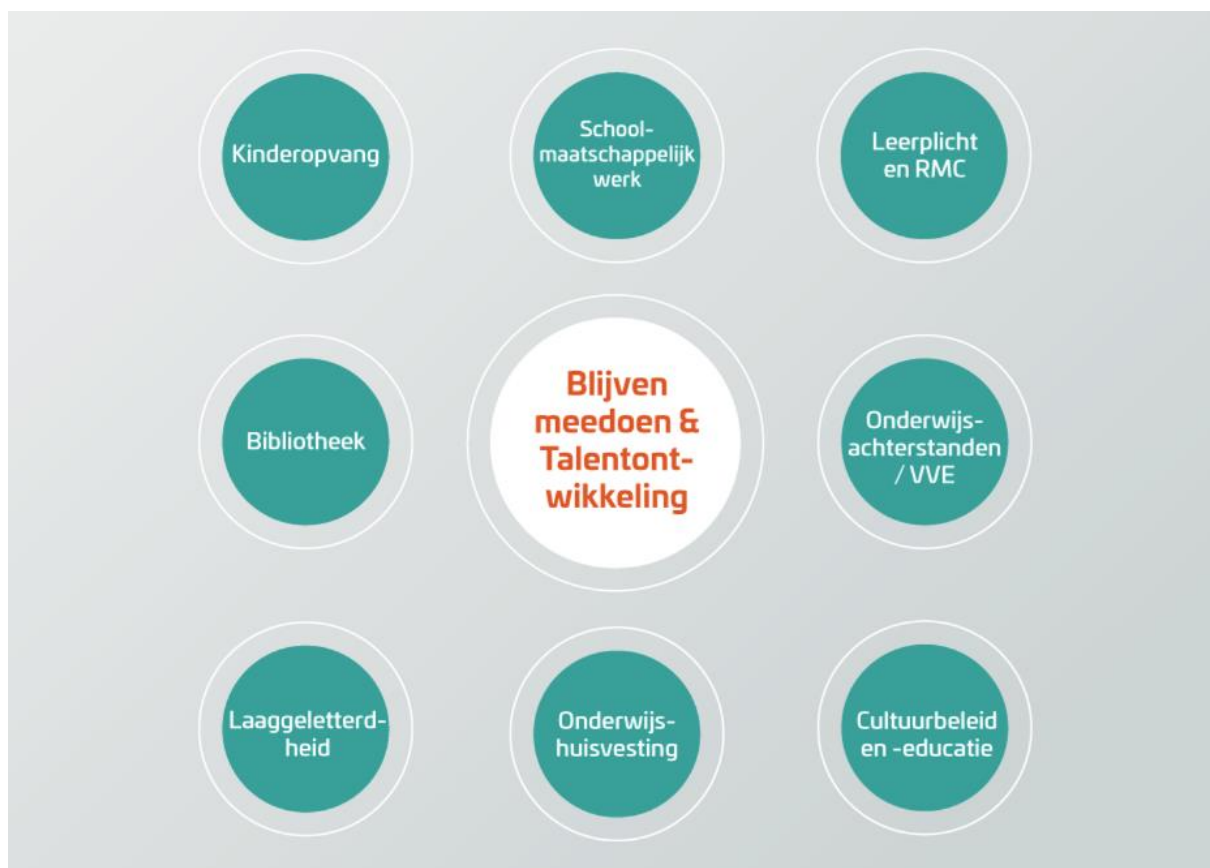 Kinderopvang
School-
maatschappelijk
werk
Leerplicht
en RMC
Bibliotheek
Blijven
meedoen &
Talentont-
wikkeling
Onderwijs-
achterstanden
/ VVE
Laaggeletterd-
heid
Onderwijs-
huisvesting
Cultuurbeleid
en -educatie